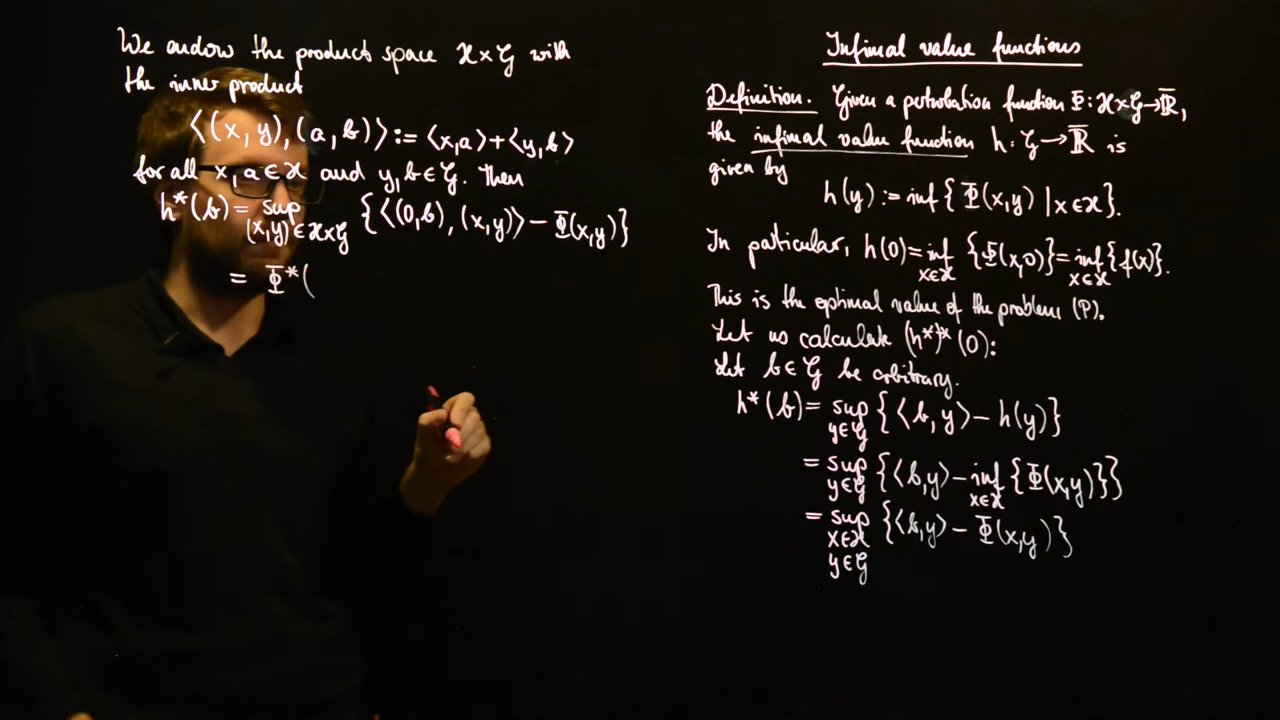 We endow the product space 𝓗×𝓖 with
the inner product
⟨(x,y),(a,b)⟩ := ⟨x,a⟩+⟨y,b⟩
for all x,a∈𝓗 and y,b∈𝓖. Then
h*(b) = sup {⟨(0,b),(x,y)⟩ − Φ(x,y)}
(x,y)∈𝓗×𝓖
= Φ*(
Infimal value functions
Definition. Given a perturbation function Φ:𝓗×𝓖→ℝ̅,
the infimal value function h:𝓖→ℝ̅ is
given by
h(y) := inf{Φ(x,y) | x∈𝓗}.
In particular, h(0)=inf {Φ(x,0)}=inf{f(x)}.
x∈𝓗 x∈𝓗
This is the optimal value of the problem (P).
Let us calculate (h*)*(0):
Let b∈𝓖 be arbitrary.
h*(b) = sup {⟨b,y⟩ − h(y)}
y∈𝓖
= sup {⟨b,y⟩ − inf {Φ(x,y)}}
y∈𝓖 x∈𝓗
= sup {⟨b,y⟩ − Φ(x,y)}
x∈𝓗
y∈𝓖